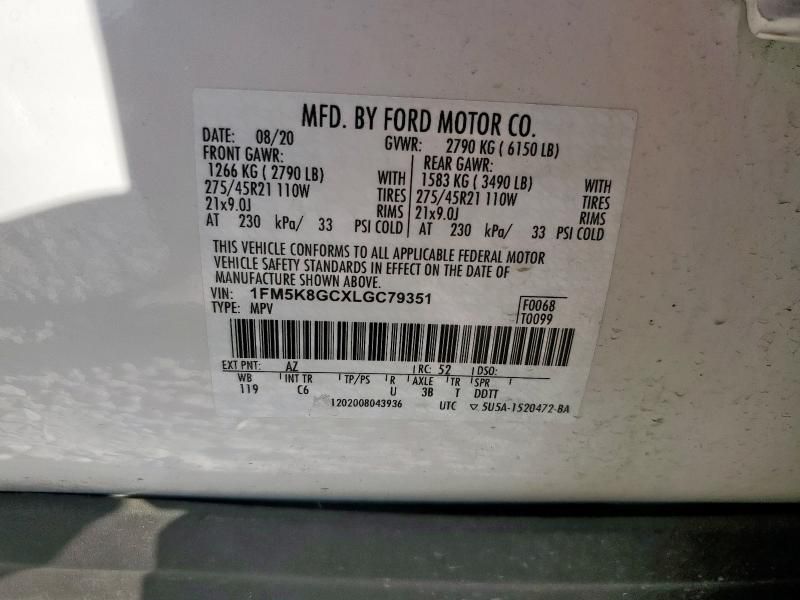 MFD. BY FORD MOTOR CO.
DATE: 08/20 GVWR: 2790 KG ( 6150 LB)
FRONT GAWR: REAR GAWR:
1266 KG ( 2790 LB) WITH 1583 KG ( 3490 LB) WITH
275/45R21 110W TIRES 275/45R21 110W TIRES
21x9.0J RIMS 21x9.0J RIMS
AT 230 kPa/ 33 PSI COLD AT 230 kPa/ 33 PSI COLD
THIS VEHICLE CONFORMS TO ALL APPLICABLE FEDERAL MOTOR
VEHICLE SAFETY STANDARDS IN EFFECT ON THE DATE OF
MANUFACTURE SHOWN ABOVE.
VIN: 1FM5K8GCXLGC79351 F0068
TYPE: MPV T0099
EXT PNT: AZ RC: 52 DSO:
WB INT TR TP/PS R AXLE TR SPR
119 C6 U 3B T DDTT
1202008043936 UTC ▽ 5U5A-1520472-BA